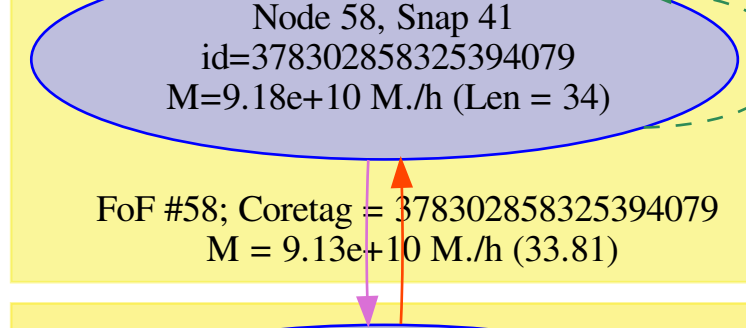 Node 58, Snap 41
id=378302858325394079
M=9.18e+10 M./h (Len = 34)
FoF #58; Coretag = 378302858325394079
M = 9.13e+10 M./h (33.81)